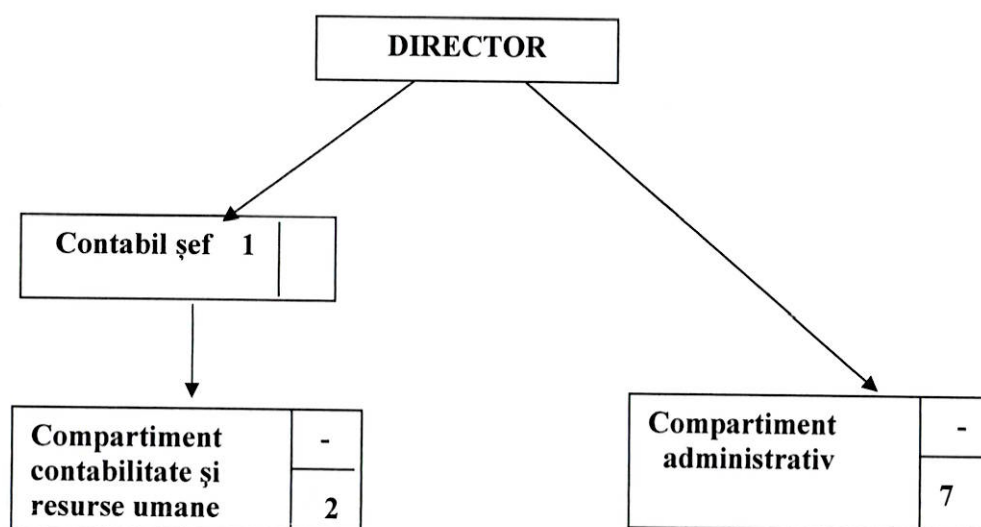 DIRECTOR
Contabil șef 1
Compartiment
contabilitate și
resurse umane
-
2
Compartiment
administrativ
-
7